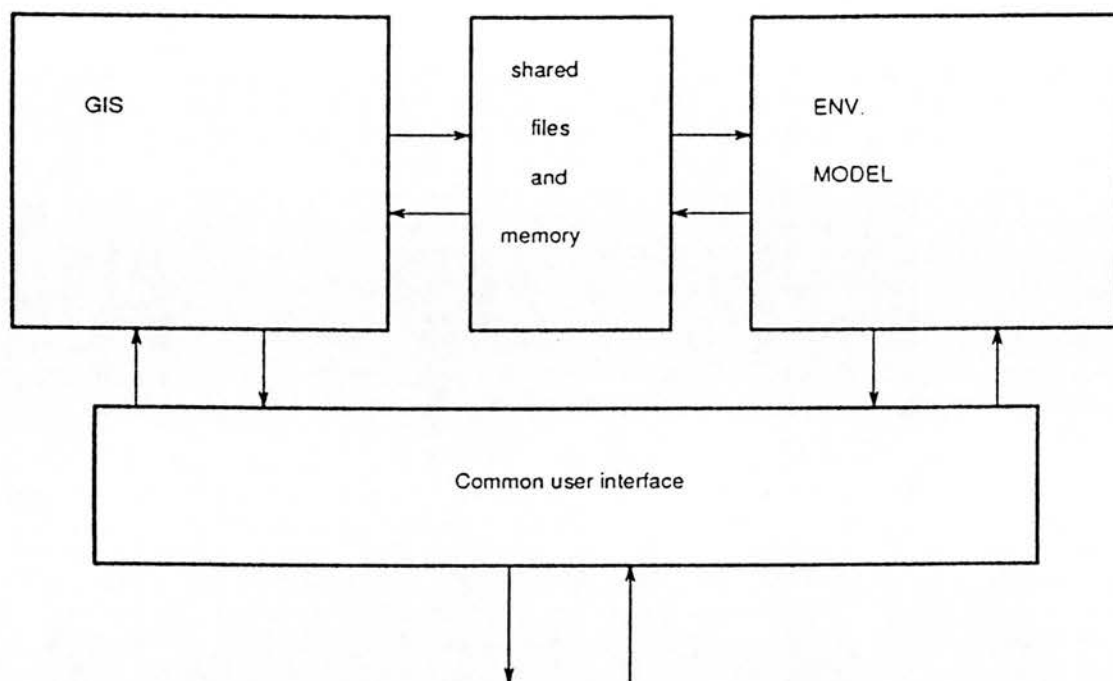 GIS
shared
files
and
memory
ENV.
MODEL
Common user interface